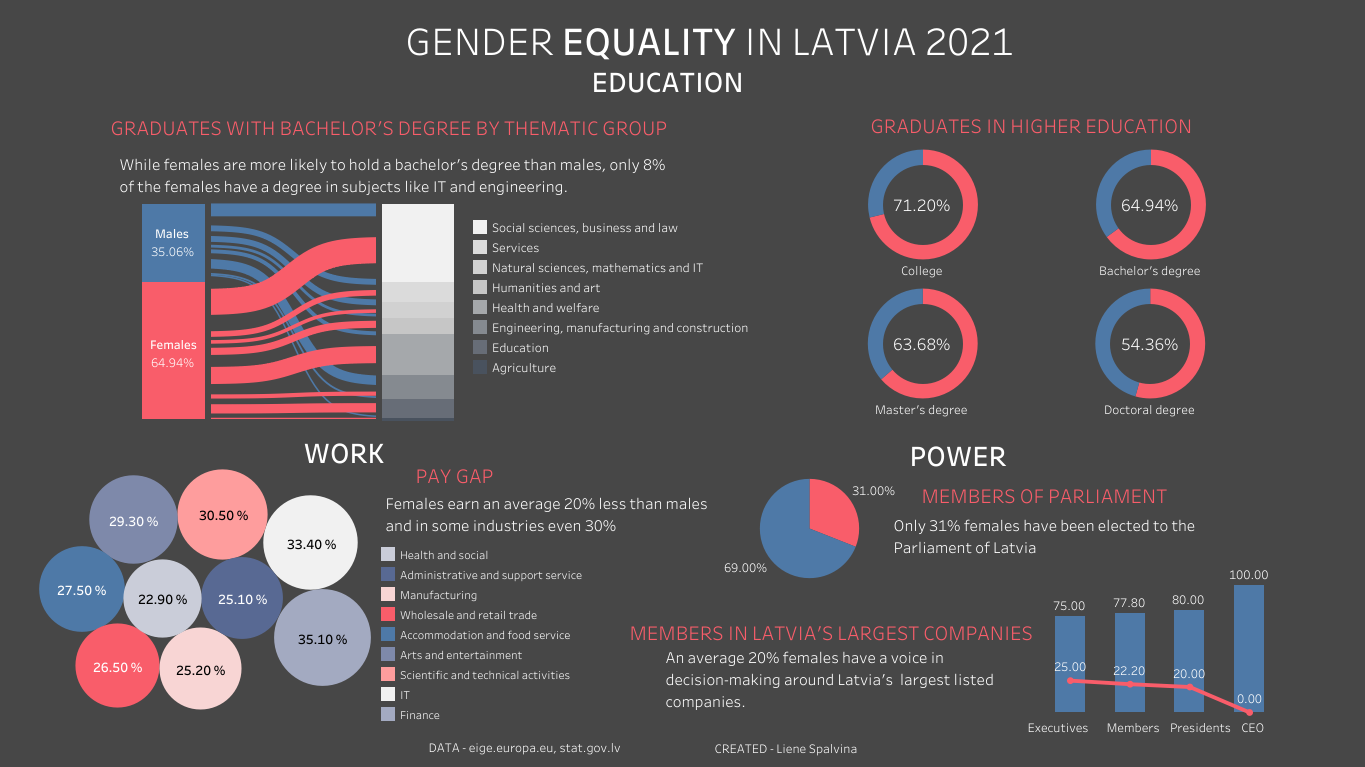 GENDER EQUALITY IN LATVIA 2021
EDUCATION
GRADUATES WITH BACHELOR'S DEGREE BY THEMATIC GROUP
While females are more likely to hold a bachelor's degree than males, only 8%
of the females have a degree in subjects like IT and engineering.
Males
35.06%
Females
64.94%
Social sciences, business and law
Services
Natural sciences, mathematics and IT
Humanities and art
Health and welfare
Engineering, manufacturing and construction
Education
Agriculture
GRADUATES IN HIGHER EDUCATION
71.20%
College
64.94%
Bachelor's degree
63.68%
Master's degree
54.36%
Doctoral degree
WORK
PAY GAP
Females earn an average 20% less than males
and in some industries even 30%
29.30 %
30.50 %
33.40 %
27.50 %
22.90 %
25.10 %
35.10 %
26.50 %
25.20 %
Health and social
Administrative and support service
Manufacturing
Wholesale and retail trade
Accommodation and food service
Arts and entertainment
Scientific and technical activities
IT
Finance
POWER
31.00%
69.00%
MEMBERS OF PARLIAMENT
Only 31% females have been elected to the
Parliament of Latvia
MEMBERS IN LATVIA'S LARGEST COMPANIES
An average 20% females have a voice in
decision-making around Latvia's largest listed
companies.
75.00
77.80
80.00
100.00
25.00
22.20
20.00
0.00
Executives
Members
Presidents
CEO
DATA - eige.europa.eu, stat.gov.lv
CREATED - Liene Spalvina